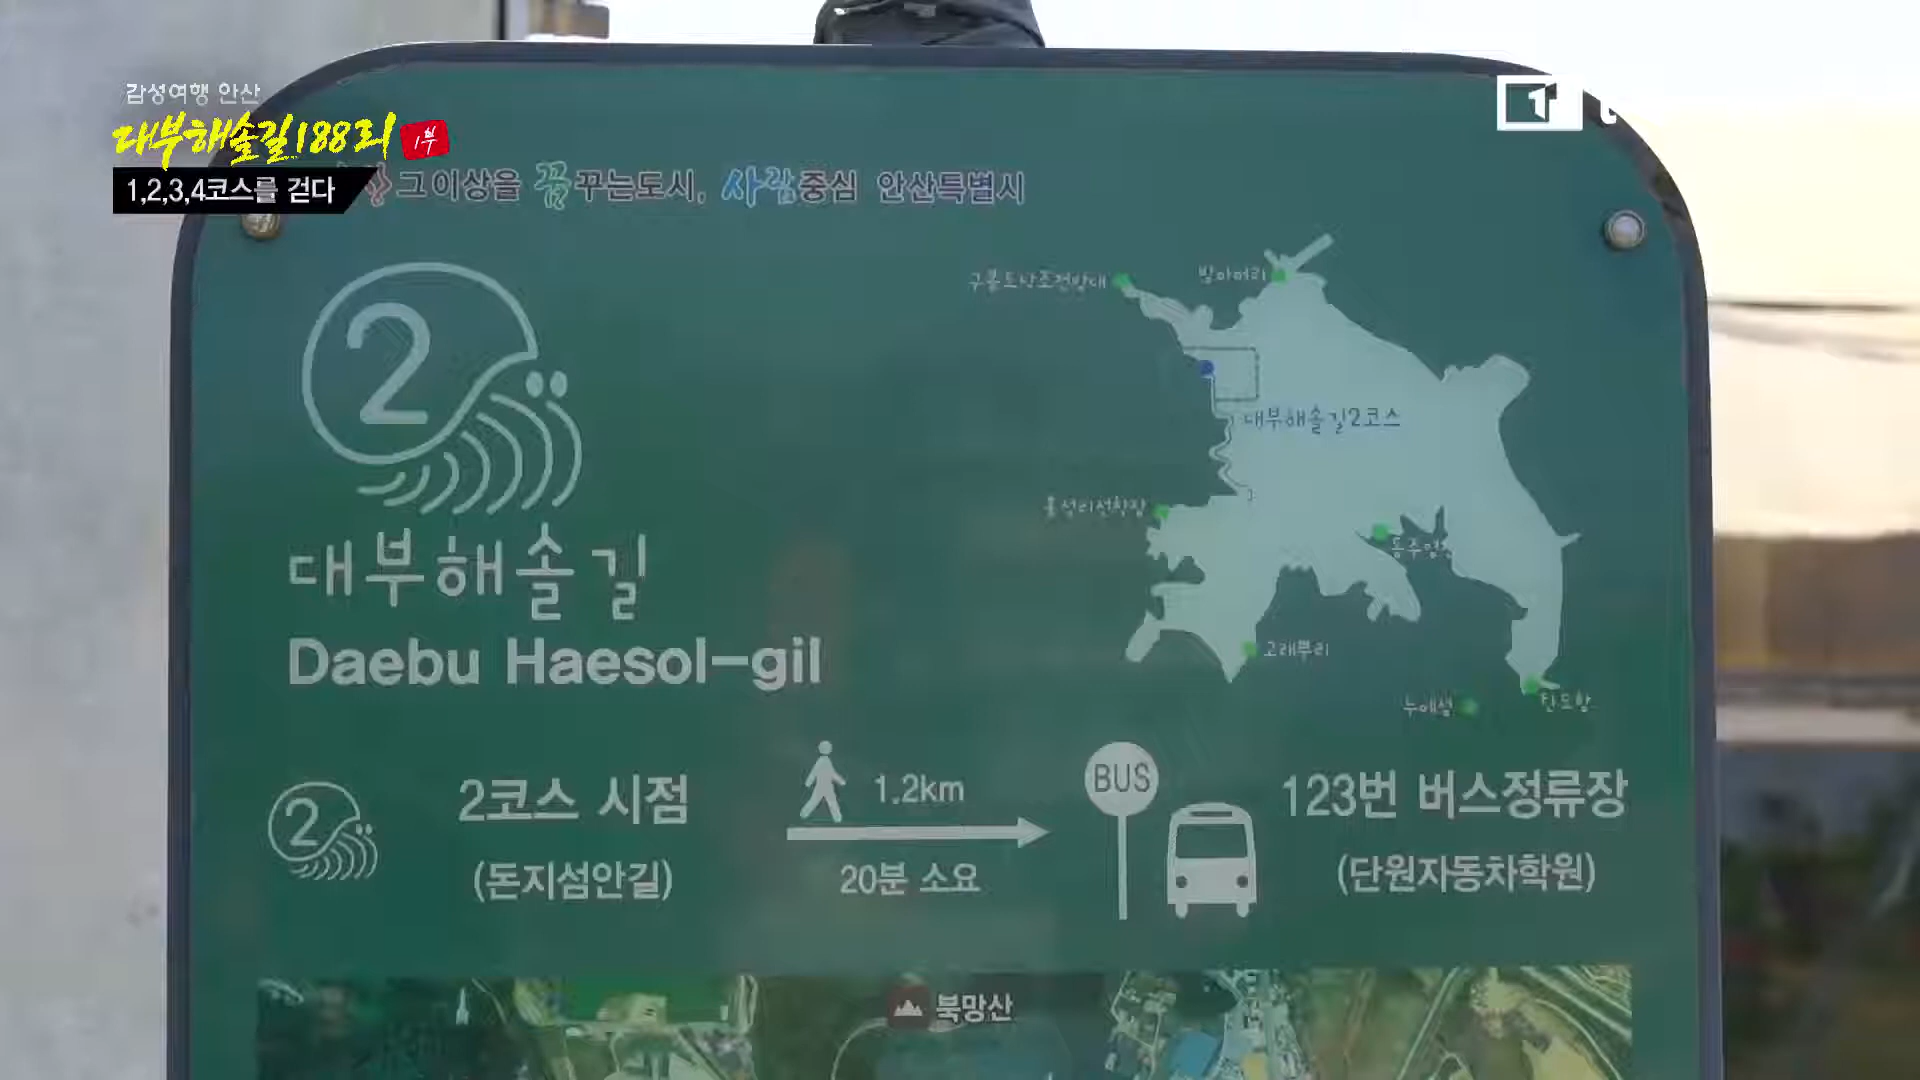 감성여행 안산
대부해솔길188리 1부
1,2,3,4코스를 걷다
상 그 이상을 꿈꾸는도시, 사람중심 안산특별시
2
구봉도낙조전망대
방아머리
대부해솔길2코스
홍성리선착장
동주염전
고래뿌리
누에섬
탄도항
대부해솔길
Daebu Haesol-gil
2
2코스 시점
(돈지섬안길)
1.2km
20분 소요
BUS
123번 버스정류장
(단원자동차학원)
북망산